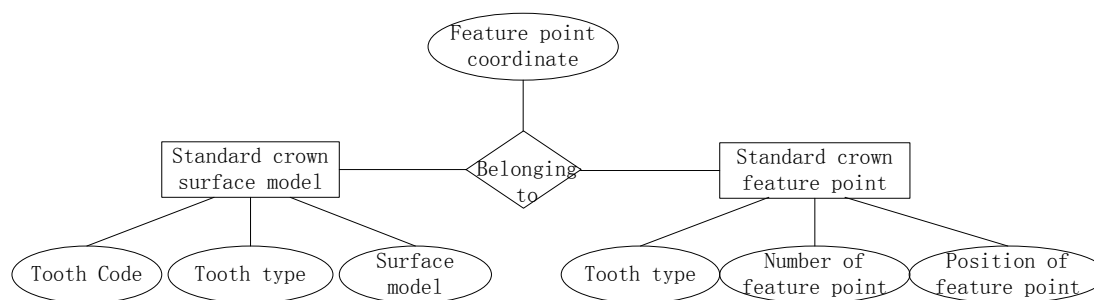 Feature point
coordinate
Standard crown
surface model
Belonging
to
Standard crown
feature point
Tooth Code
Tooth type
Surface
model
Tooth type
Number of
feature point
Position of
feature point